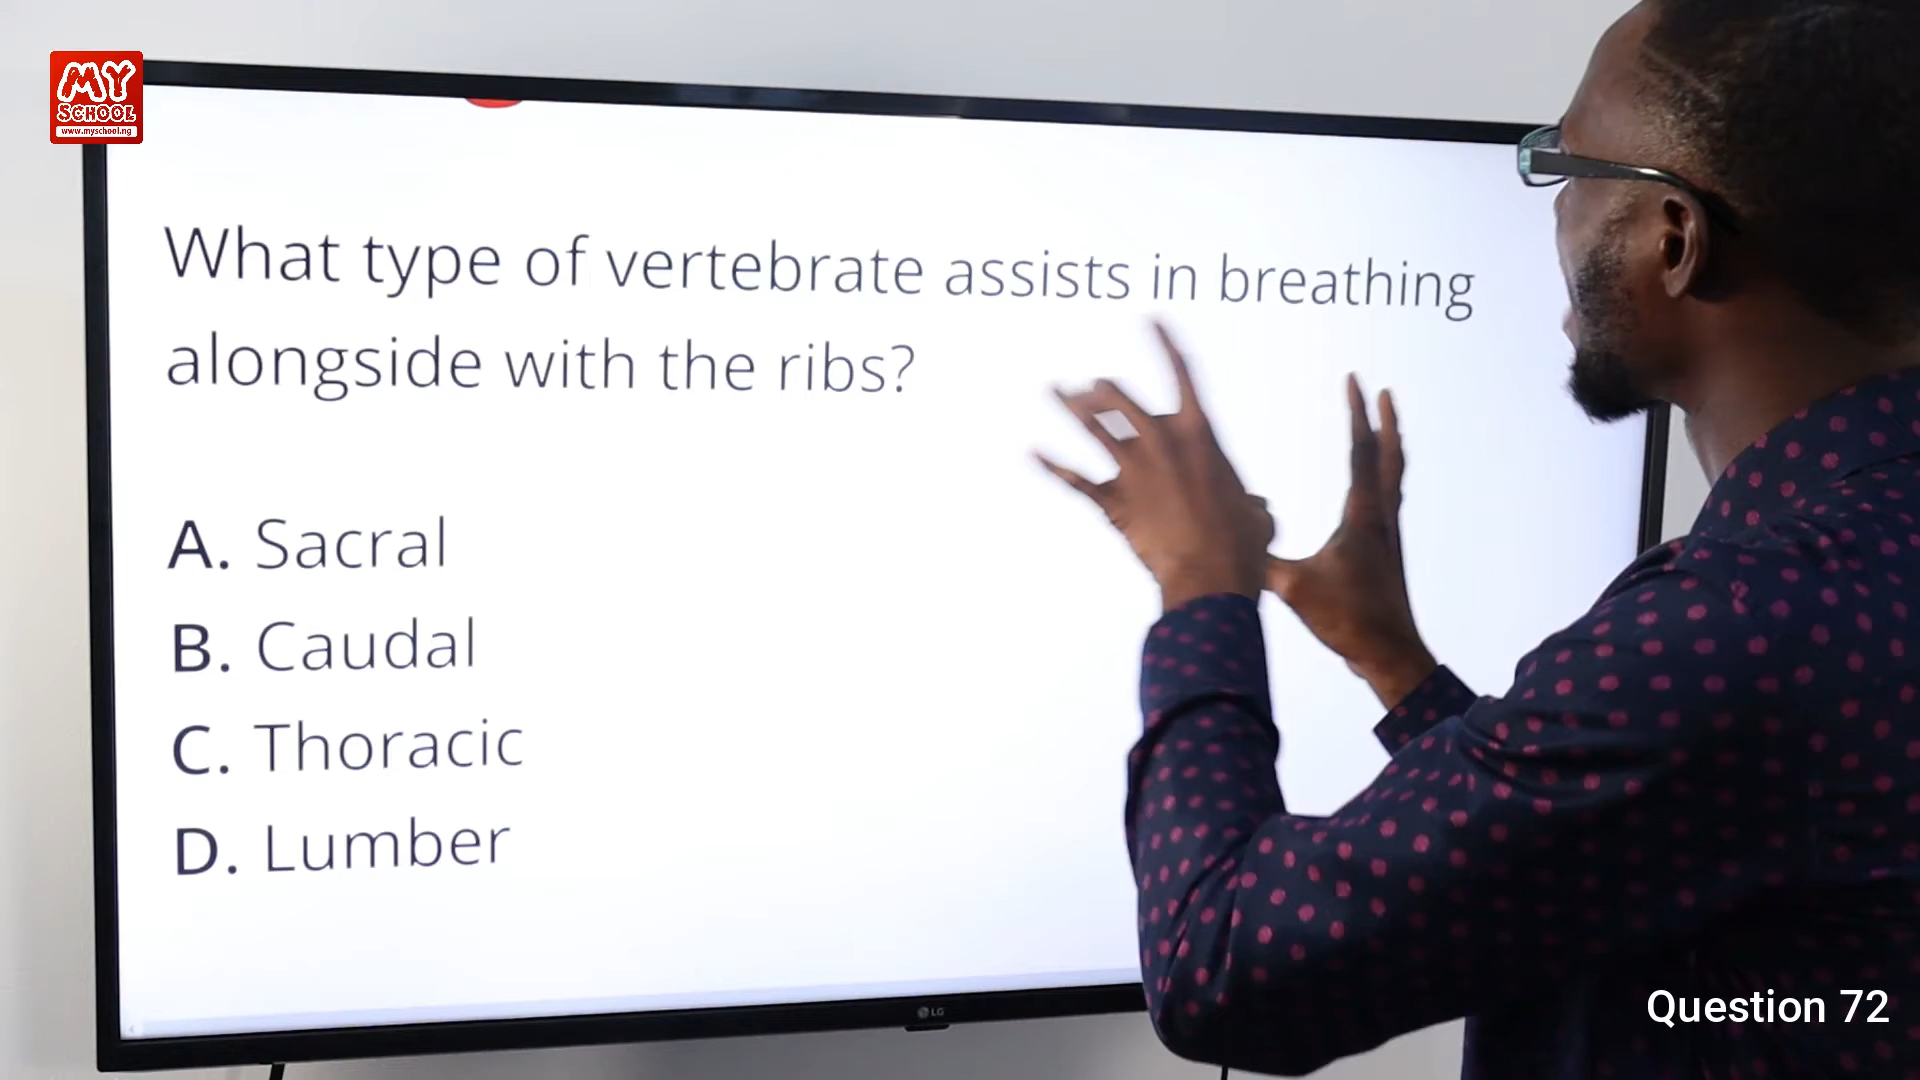 MY
SCHOOL
www.myschool.ng
What type of vertebrate assists in breathing
alongside with the ribs?
A. Sacral
B. Caudal
C. Thoracic
D. Lumber
LG
Question 72